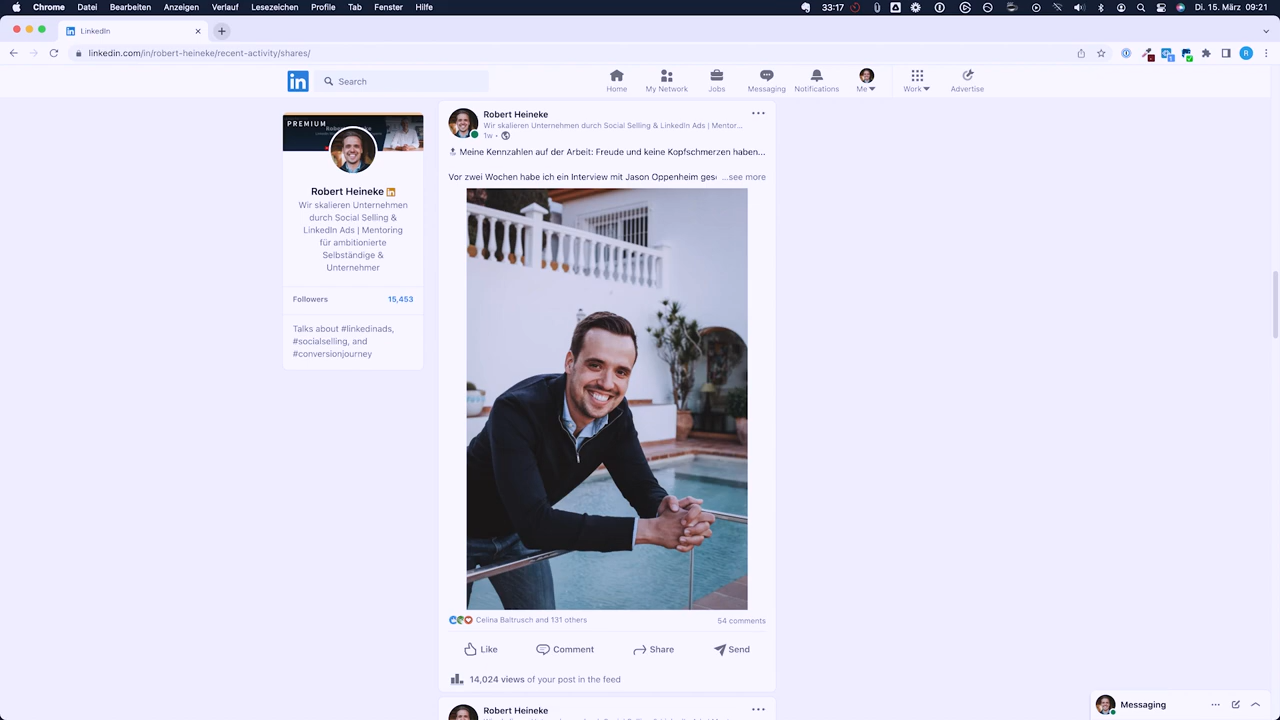 Chrome Datei Bearbeiten Anzeigen Verlauf Lesezeichen Profile Tab Fenster Hilfe 33:17 Di. 15. März 09:21
LinkedIn
linkedin.com/in/robert-heineke/recent-activity/shares/
in Search Home My Network Jobs Messaging Notifications Me Work Advertise
PREMIUM
Robert Heineke
Wir skalieren Unternehmen
durch Social Selling &
LinkedIn Ads | Mentoring
für ambitionierte
Selbständige &
Unternehmer
Followers 15,453
Talks about #linkedinads,
#socialselling, and
#conversionjourney
Robert Heineke
Wir skalieren Unternehmen durch Social Selling & LinkedIn Ads | Mentor...
1w •
Meine Kennzahlen auf der Arbeit: Freude und keine Kopfschmerzen haben...
Vor zwei Wochen habe ich ein Interview mit Jason Oppenheim ...see more
Celina Baltrusch and 131 others 54 comments
Like Comment Share Send
14,024 views of your post in the feed
Robert Heineke
Messaging